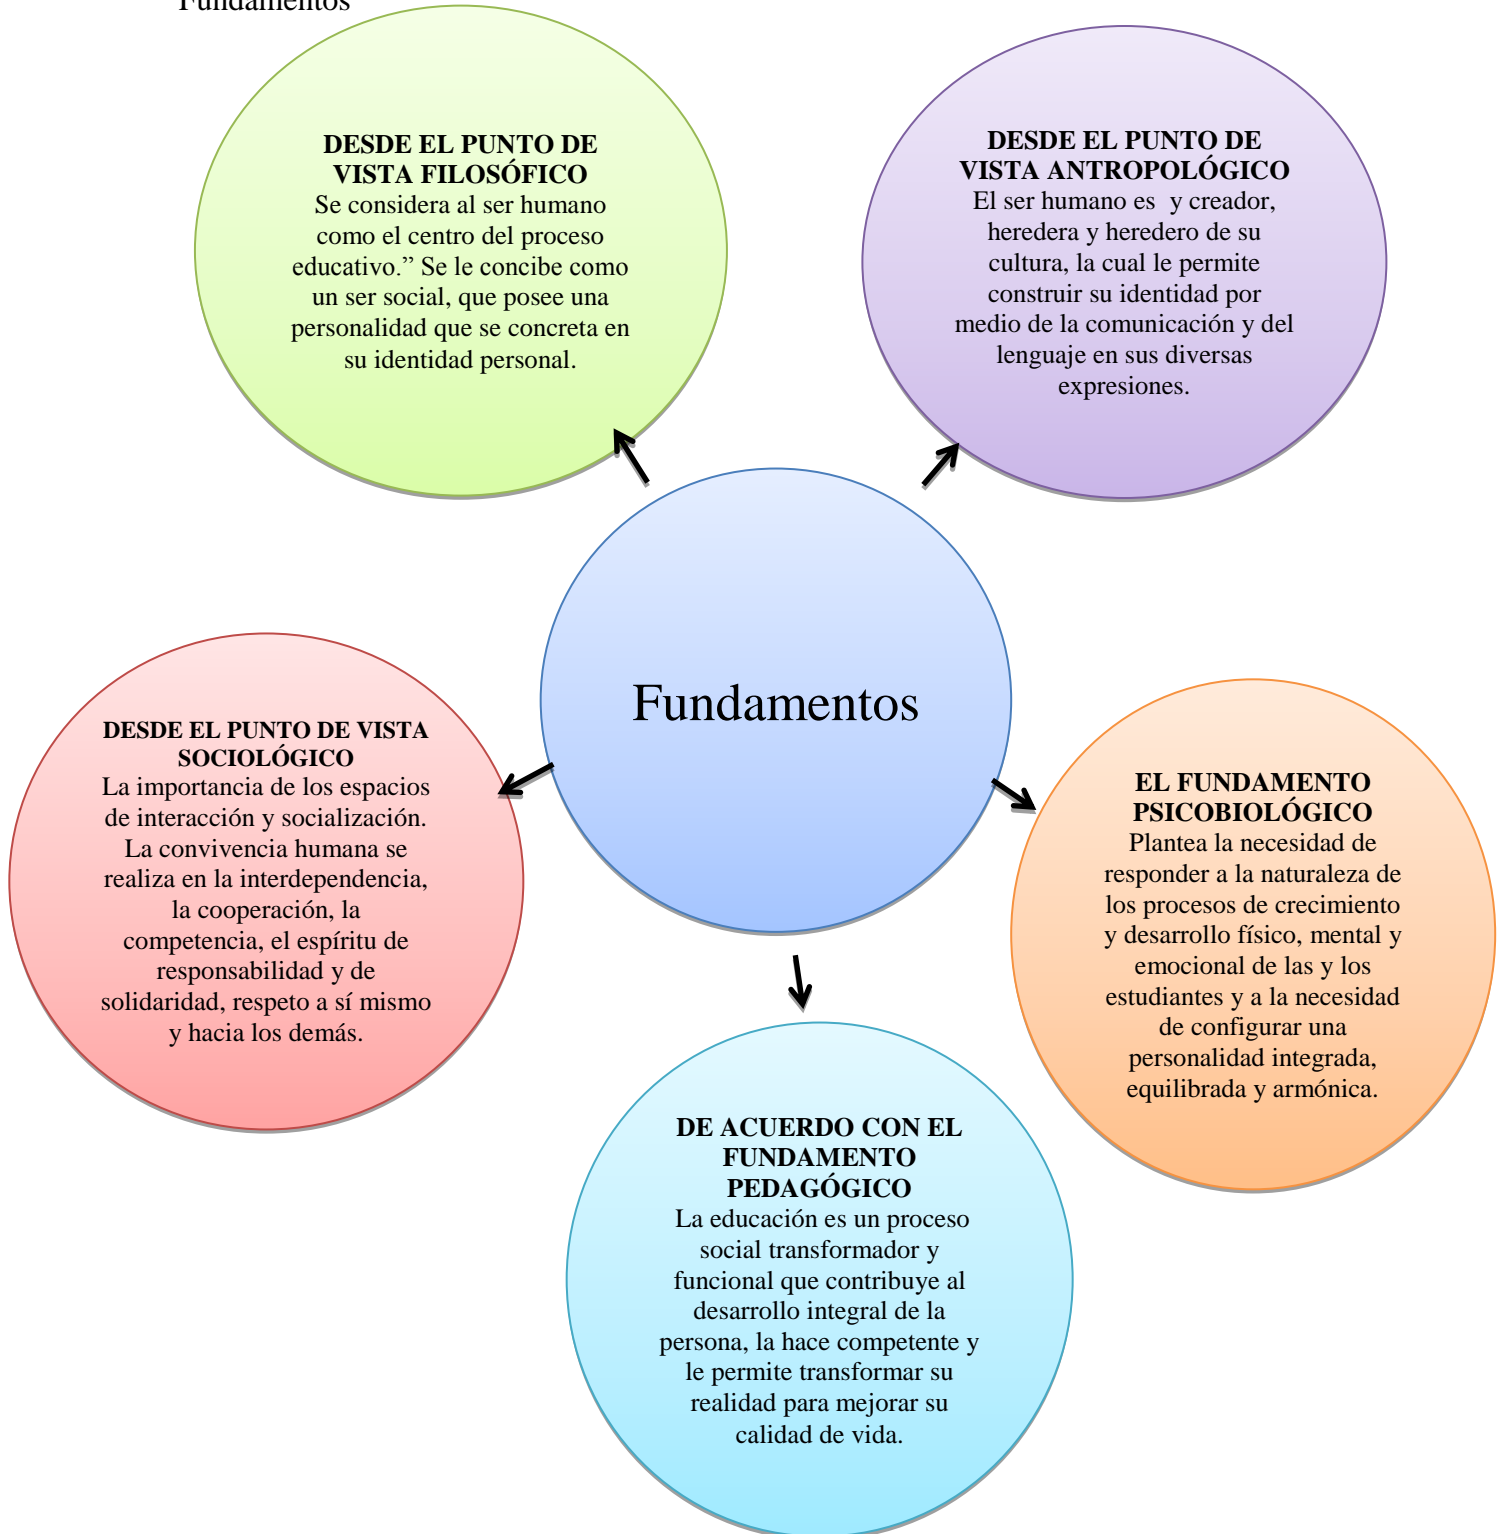 Fundamentos
DESDE EL PUNTO DE
VISTA FILOSÓFICO
Se considera al ser humano
como el centro del proceso
educativo.” Se le concibe como
un ser social, que posee una
personalidad que se concreta en
su identidad personal.
DESDE EL PUNTO DE
VISTA ANTROPOLÓGICO
El ser humano es  y creador,
heredera y heredero de su
cultura, la cual le permite
construir su identidad por
medio de la comunicación y del
lenguaje en sus diversas
expresiones.
Fundamentos
DESDE EL PUNTO DE VISTA
SOCIOLÓGICO
La importancia de los espacios
de interacción y socialización.
La convivencia humana se
realiza en la interdependencia,
la cooperación, la
competencia, el espíritu de
responsabilidad y de
solidaridad, respeto a sí mismo
y hacia los demás.
EL FUNDAMENTO
PSICOBIOLÓGICO
Plantea la necesidad de
responder a la naturaleza de
los procesos de crecimiento
y desarrollo físico, mental y
emocional de las y los
estudiantes y a la necesidad
de configurar una
personalidad integrada,
equilibrada y armónica.
DE ACUERDO CON EL
FUNDAMENTO
PEDAGÓGICO
La educación es un proceso
social transformador y
funcional que contribuye al
desarrollo integral de la
persona, la hace competente y
le permite transformar su
realidad para mejorar su
calidad de vida.